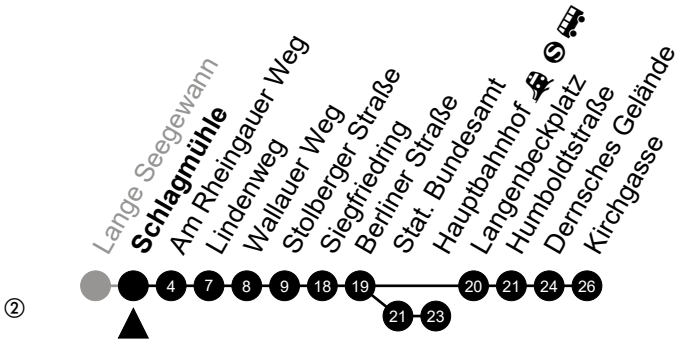 Lange Seegewann
Schlagmühle
Am Rheingauer Weg
Lindenweg
Wallauer Weg
Stolberger Straße
Siegfriedring
Berliner Straße
Stat. Bundesamt
Hauptbahnhof S
Langenbeckplatz
Humboldtstraße
Dernsches Gelände
Kirchgasse
4 7 8 9 18 19 20 21 24 26
② 21 23